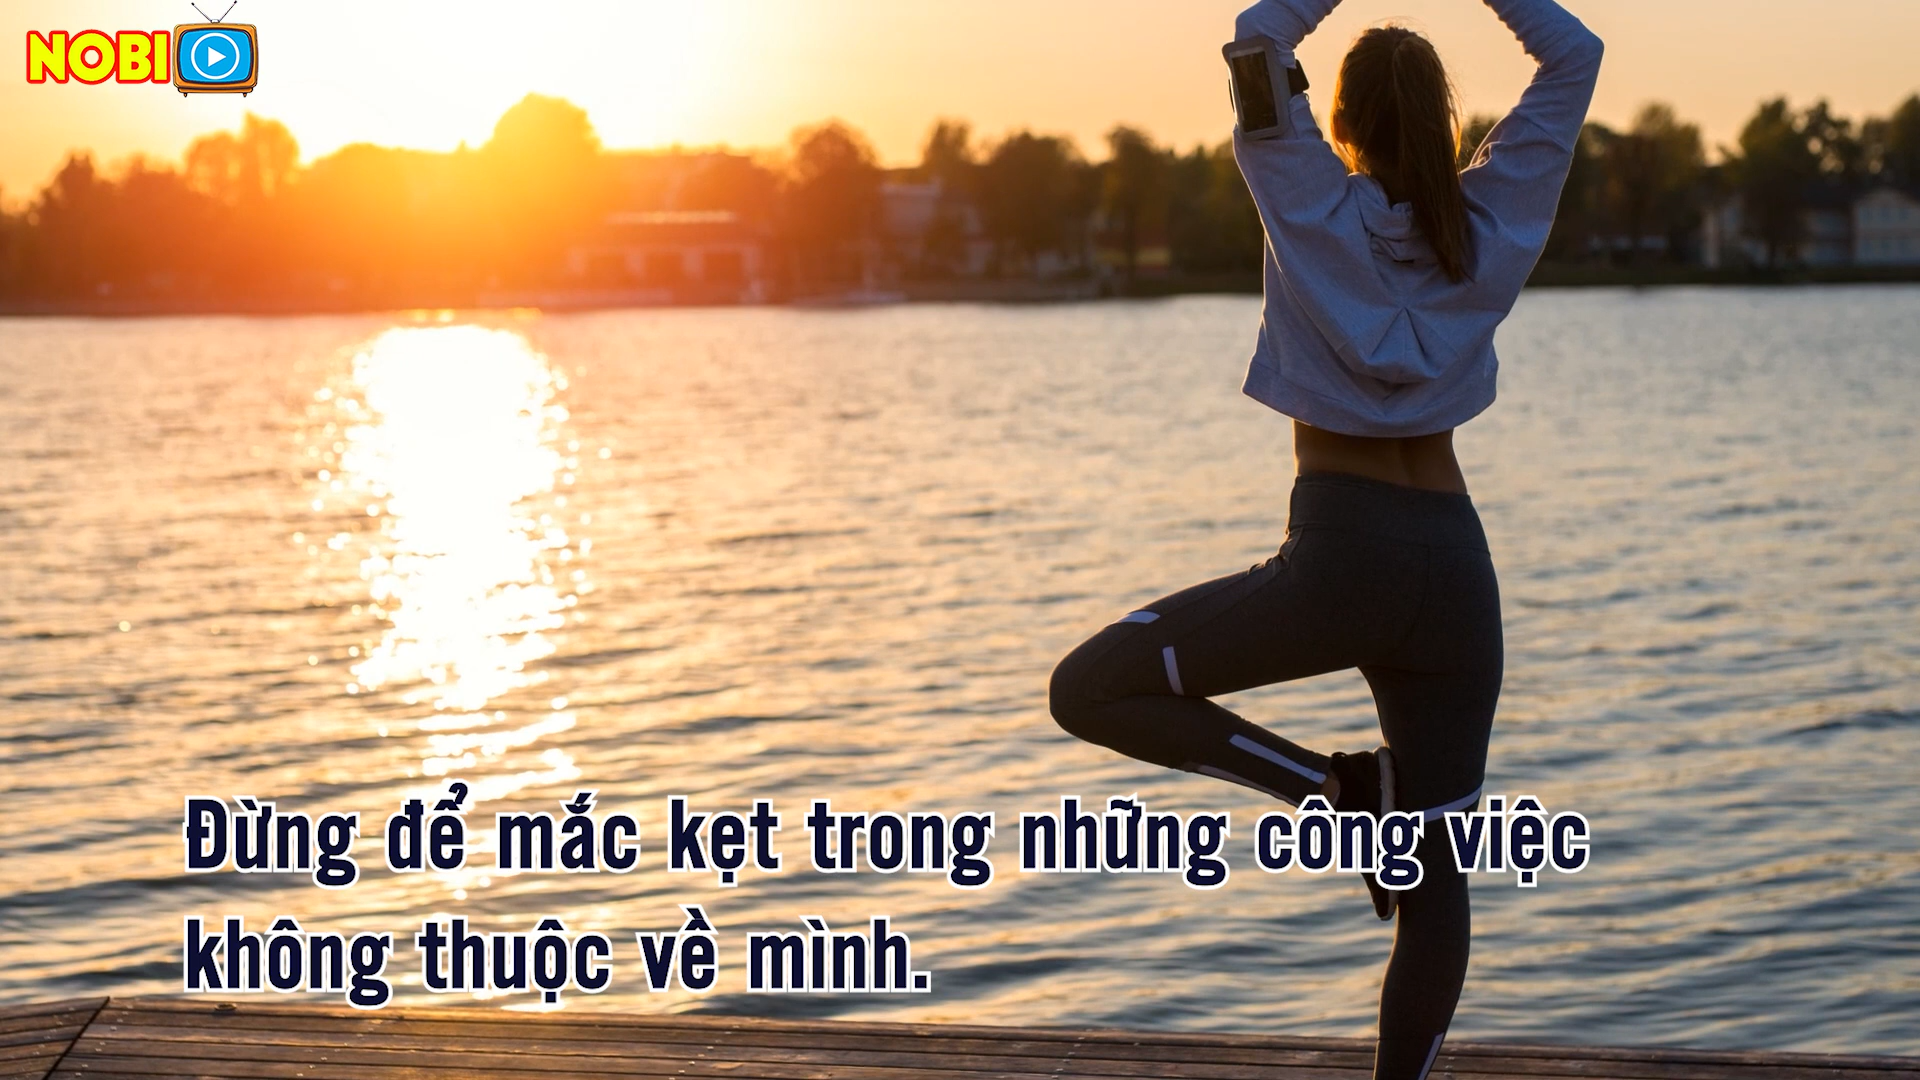 NOBI
Đừng để mắc kẹt trong những công việc
không thuộc về mình.